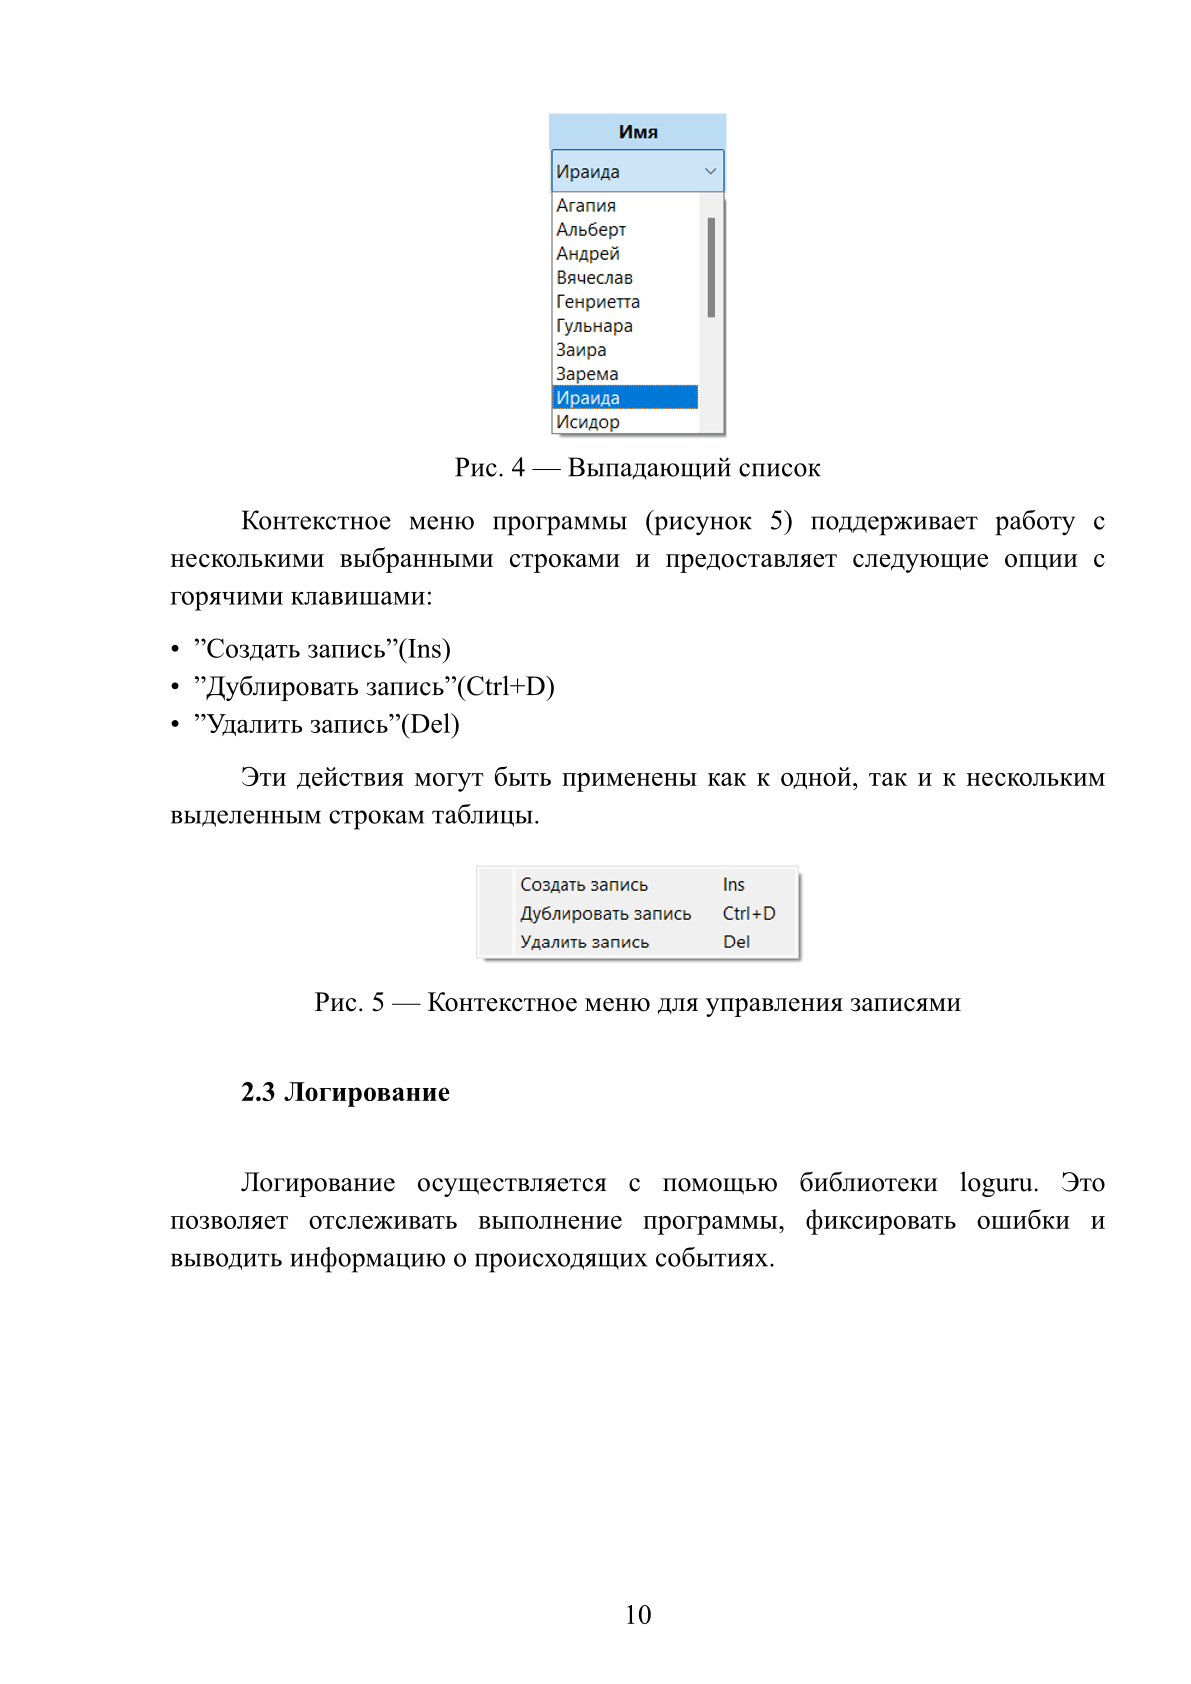 Имя
Ираида
Агапия
Альберт
Андрей
Вячеслав
Генриетта
Гульнара
Заира
Зарема
Ираида
Исидор
Рис. 4 — Выпадающий список
Контекстное меню программы (рисунок 5) поддерживает работу с
несколькими выбранными строками и предоставляет следующие опции с
горячими клавишами:
• ”Создать запись”(Ins)
• ”Дублировать запись”(Ctrl+D)
• ”Удалить запись”(Del)
Эти действия могут быть применены как к одной, так и к нескольким
выделенным строкам таблицы.
Создать запись Ins
Дублировать запись Ctrl+D
Удалить запись Del
Рис. 5 — Контекстное меню для управления записями
2.3 Логирование
Логирование осуществляется с помощью библиотеки loguru. Это
позволяет отслеживать выполнение программы, фиксировать ошибки и
выводить информацию о происходящих событиях.
10